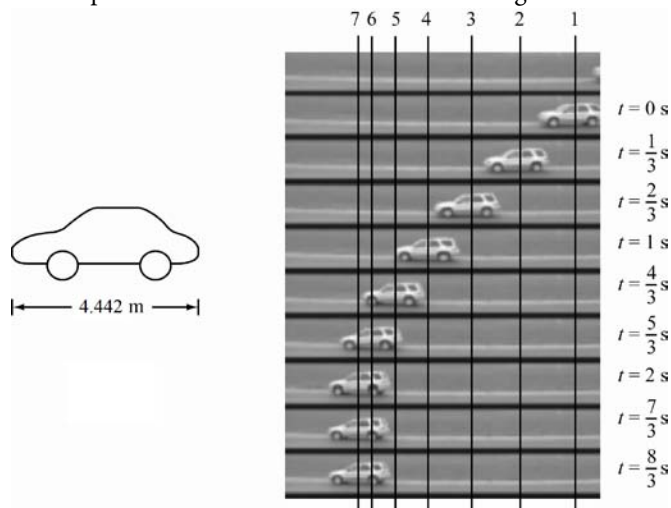 7 6 5 4 3 2 1
t = 0 s
t = 1/3 s
t = 2/3 s
t = 1 s
t = 4/3 s
t = 5/3 s
t = 2 s
t = 7/3 s
t = 8/3 s
4.442 m